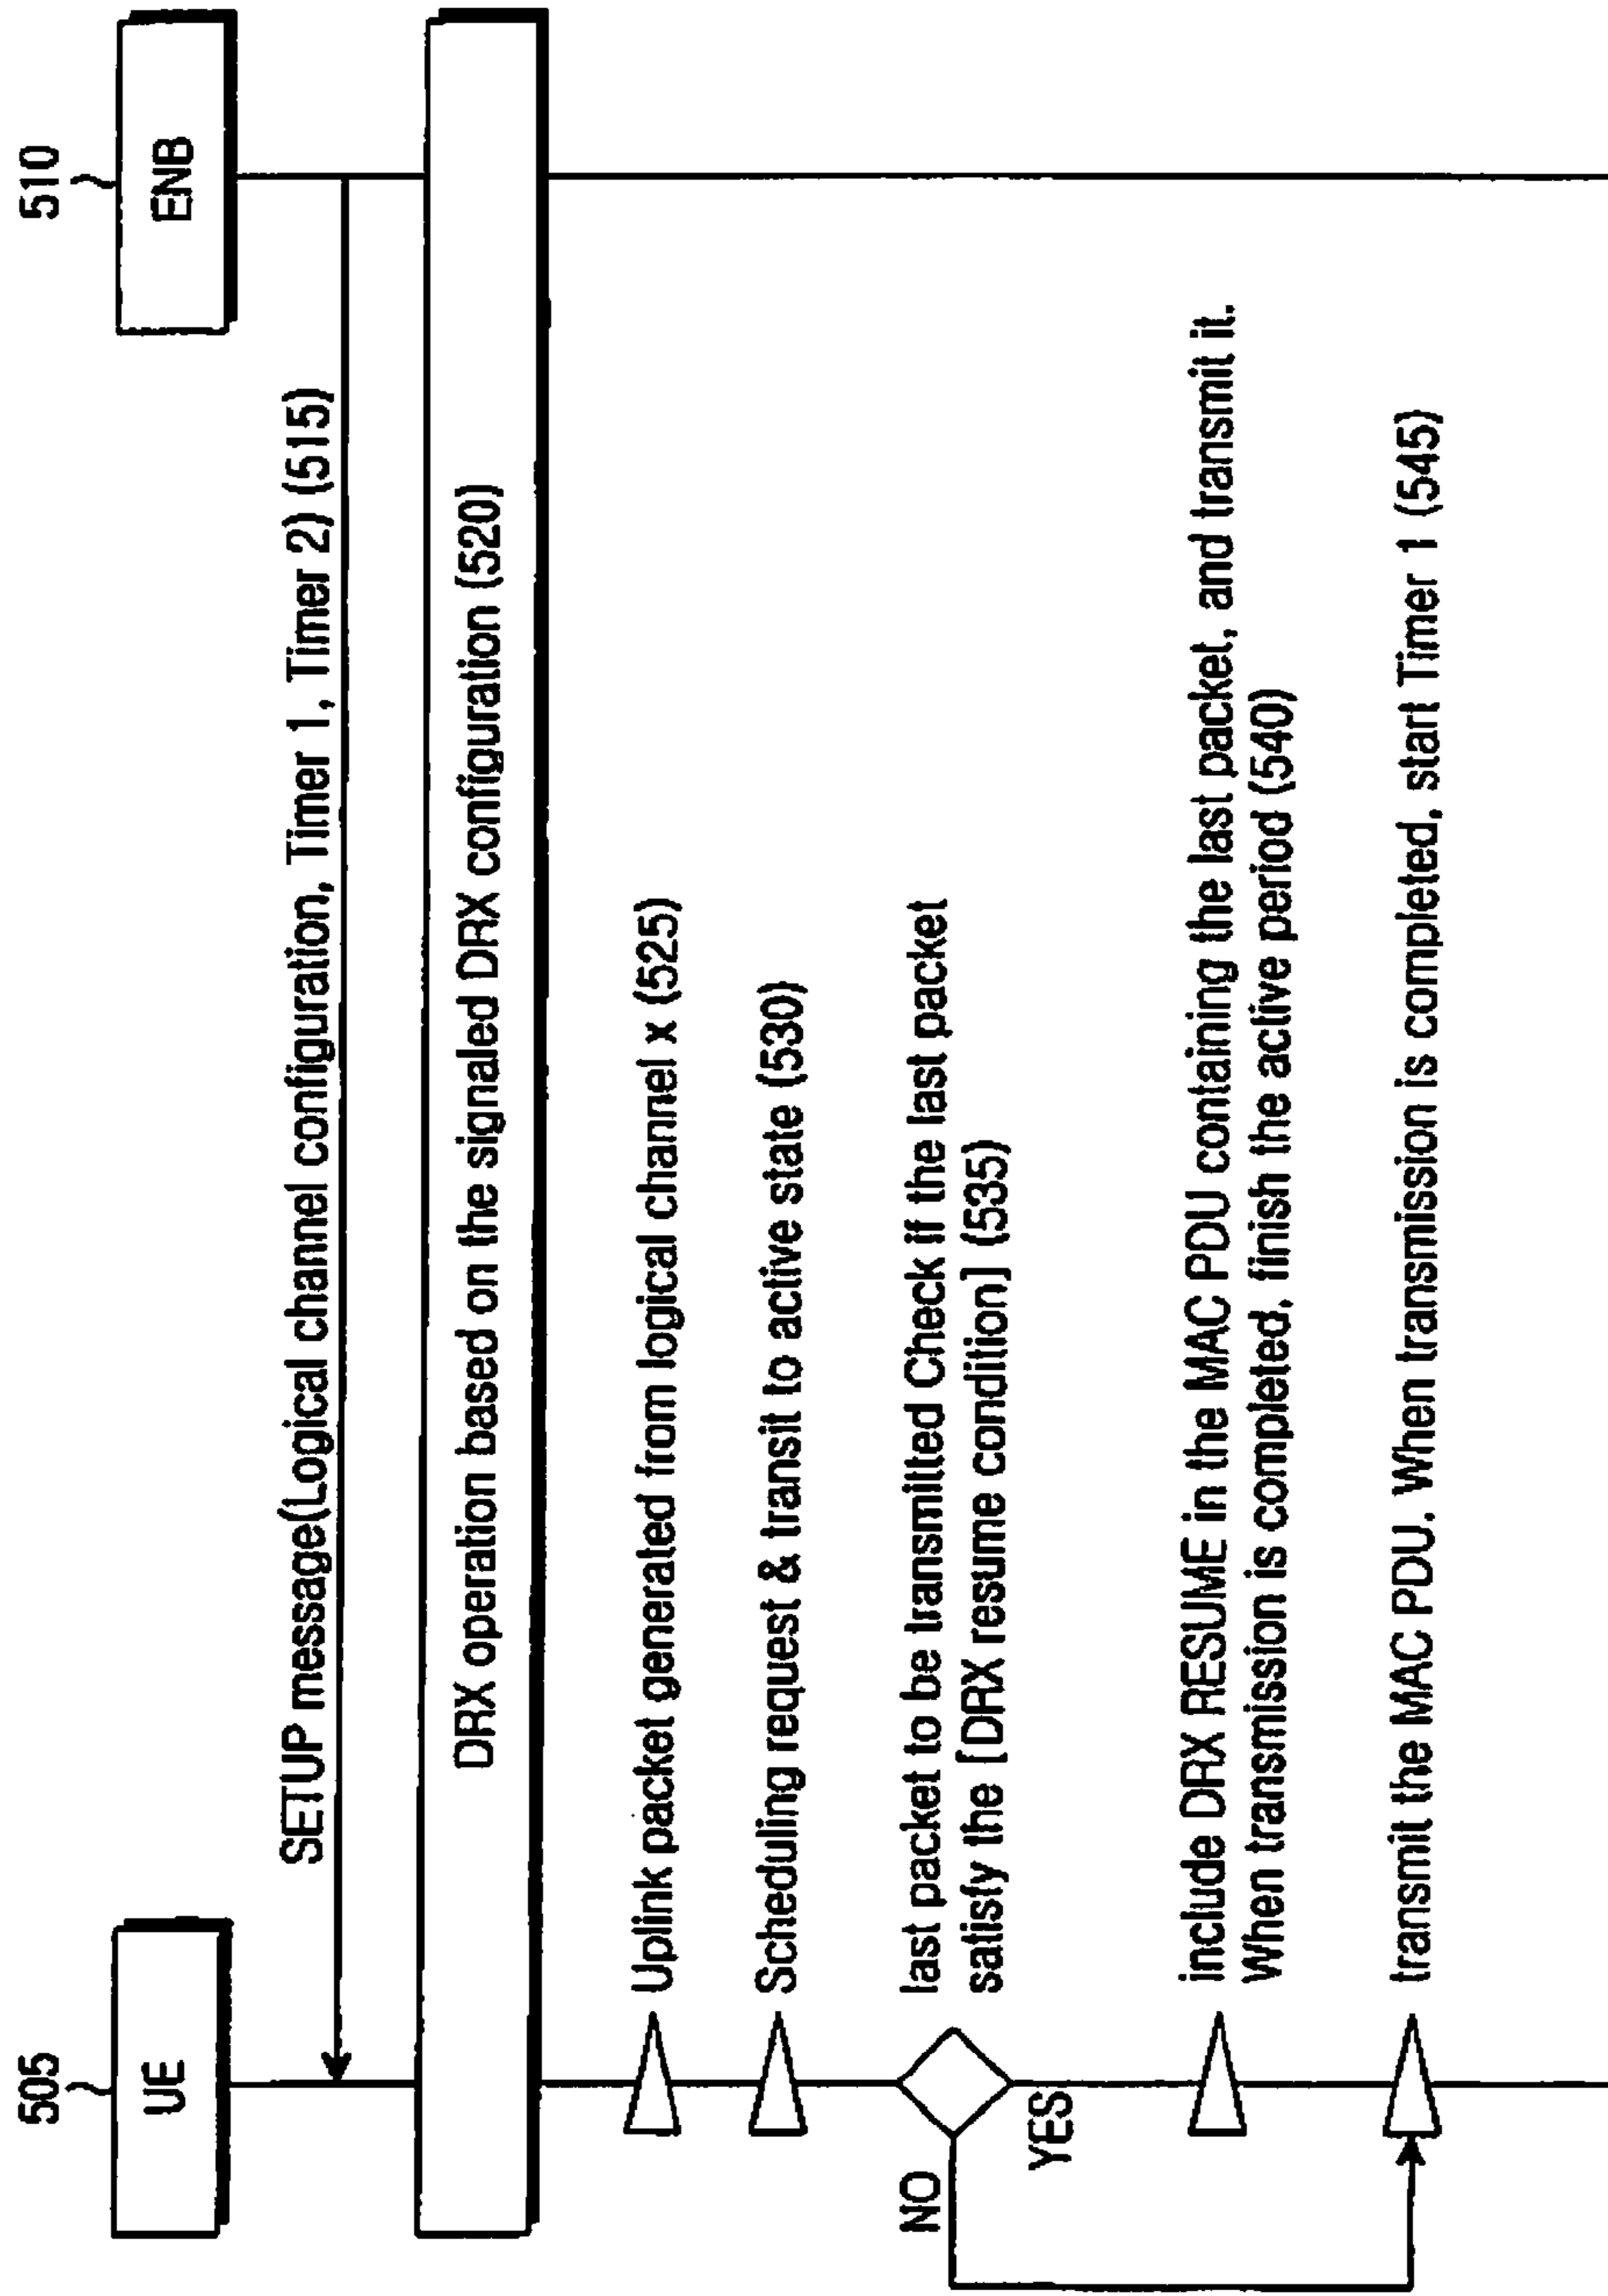 505
510
UE
ENB
SETUP message(Logical channel configuration, Timer 1, Timer 2) (515)
DRX operation based on the signaled DRX configuration (520)
Uplink packet generated from logical channel x (525)
Scheduling request & transit to active state (530)
last packet to be transmitted Check if the last packet
satisfy the [DRX resume condition] (535)
NO
YES
include DRX RESUME in the MAC PDU containing the last packet, and transmit it.
When transmission is completed, finish the active period (540)
transmit the MAC PDU. When transmission is completed, start Timer 1 (545)